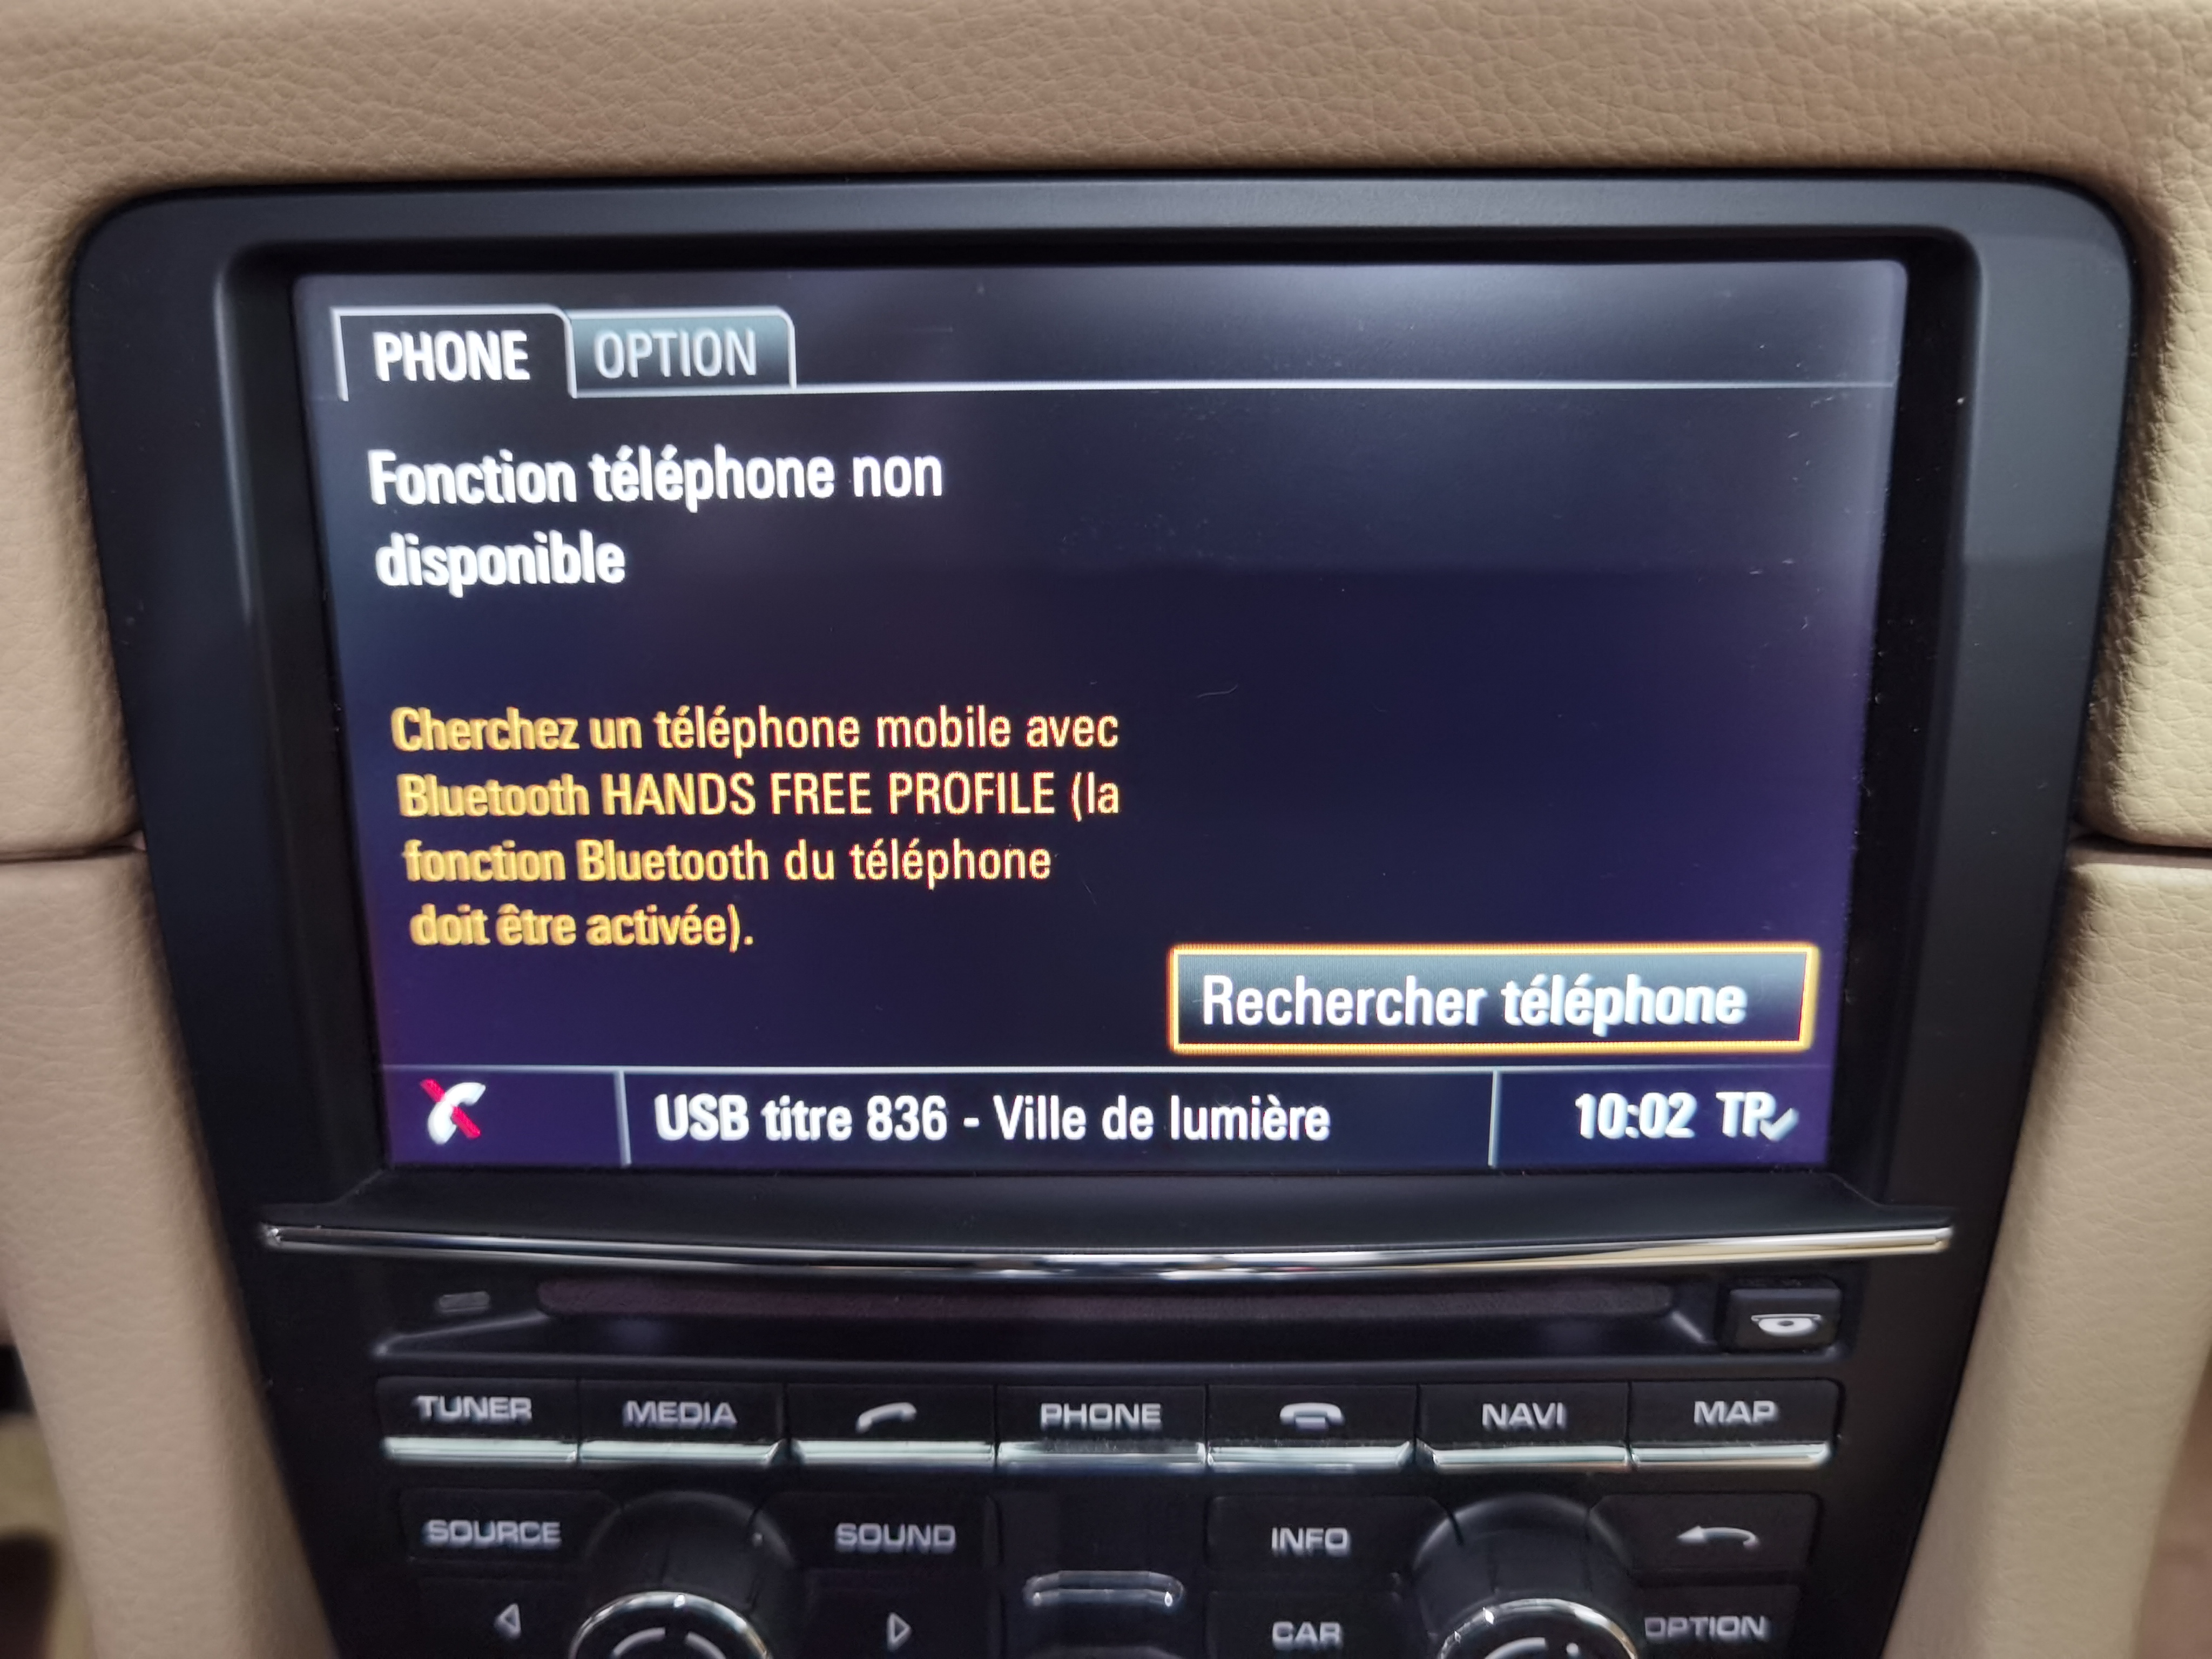 PHONE OPTION
Fonction téléphone non
disponible
Cherchez un téléphone mobile avec
Bluetooth HANDS FREE PROFILE (la
fonction Bluetooth du téléphone
doit être activée).
Rechercher téléphone
USB titre 836 - Ville de lumière 10:02 TP
TUNER MEDIA PHONE NAVI MAP
SOURCE SOUND INFO
CAR OPTION